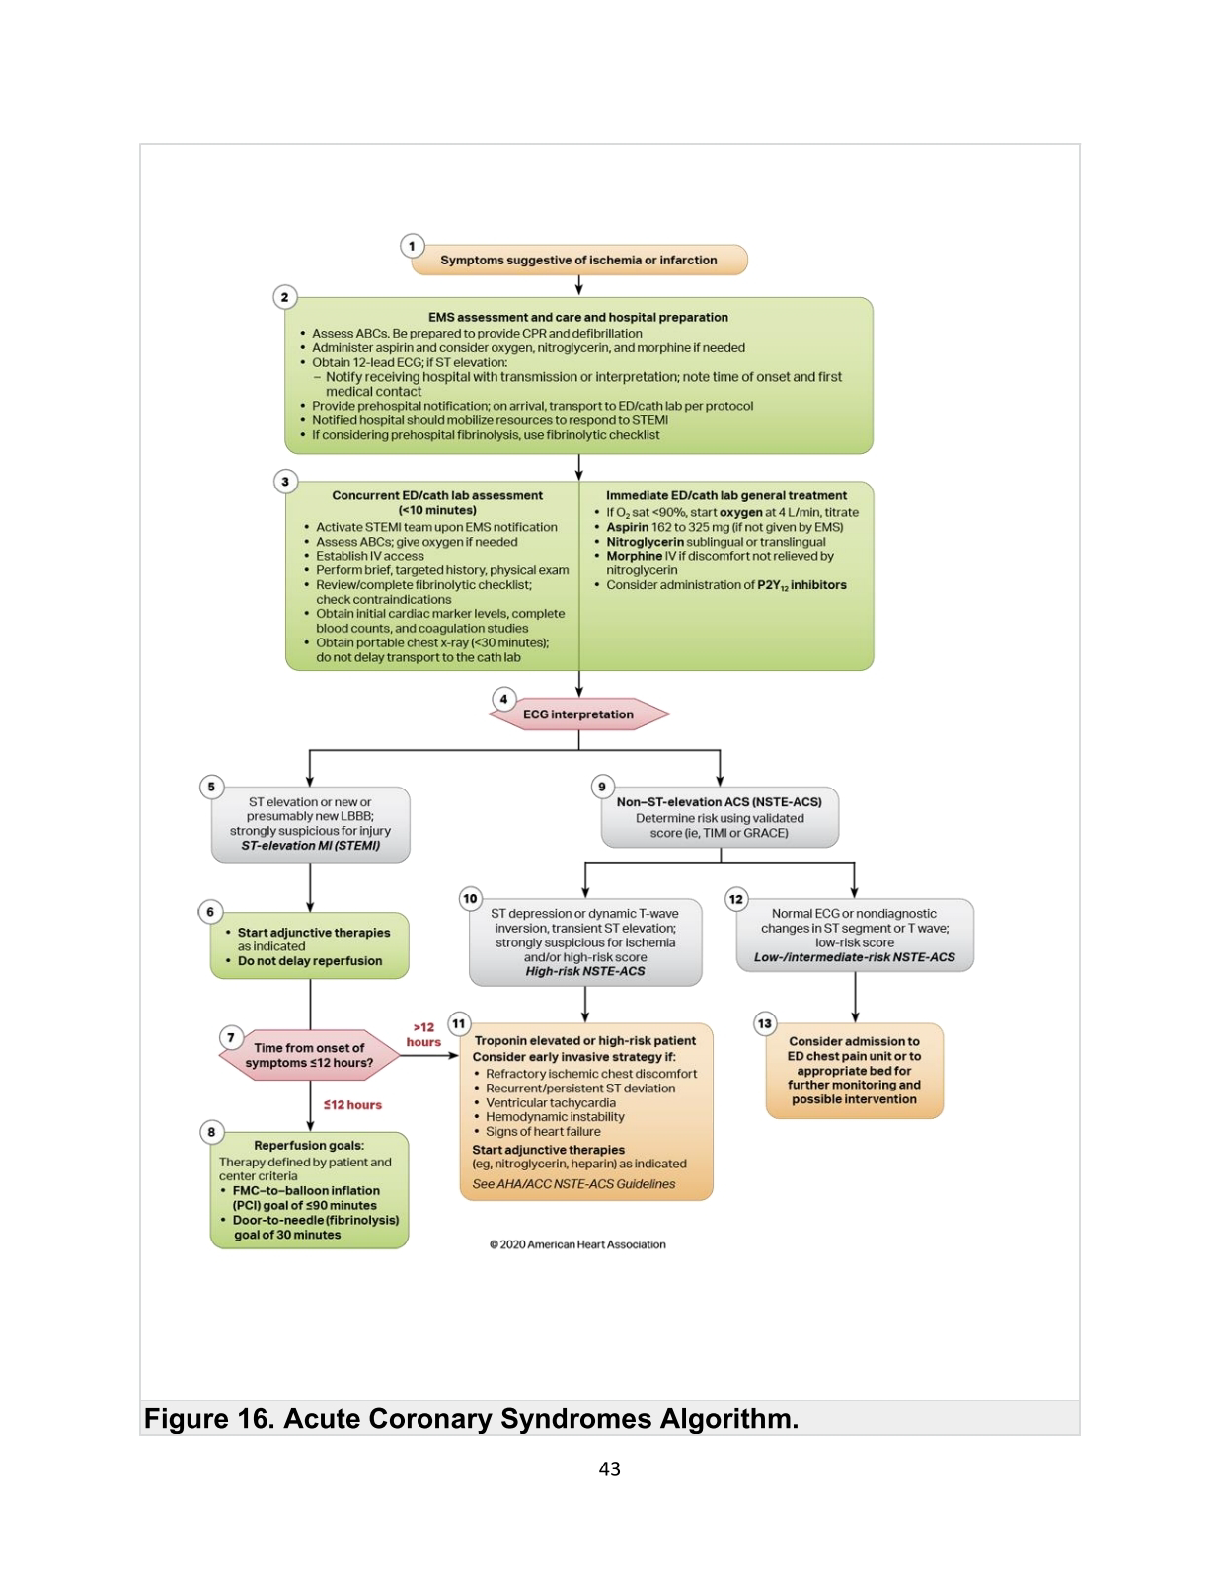 1
Symptoms suggestive of ischemia or infarction
2
EMS assessment and care and hospital preparation
• Assess ABCs. Be prepared to provide CPR and defibrillation
• Administer aspirin and consider oxygen, nitroglycerin, and morphine if needed
• Obtain 12-lead ECG; if ST elevation:
– Notify receiving hospital with transmission or interpretation; note time of onset and first
medical contact
• Provide prehospital notification; on arrival, transport to ED/cath lab per protocol
• Notified hospital should mobilize resources to respond to STEMI
• If considering prehospital fibrinolysis, use fibrinolytic checklist
3
Concurrent ED/cath lab assessment
(<10 minutes)
• Activate STEMI team upon EMS notification
• Assess ABCs; give oxygen if needed
• Establish IV access
• Perform brief, targeted history, physical exam
• Review/complete fibrinolytic checklist;
check contraindications
• Obtain initial cardiac marker levels, complete
blood counts, and coagulation studies
• Obtain portable chest x-ray (<30 minutes);
do not delay transport to the cath lab
Immediate ED/cath lab general treatment
• If O₂ sat <90%, start oxygen at 4 L/min, titrate
• Aspirin 162 to 325 mg (if not given by EMS)
• Nitroglycerin sublingual or translingual
• Morphine IV if discomfort not relieved by
nitroglycerin
• Consider administration of P2Y₁₂ inhibitors
4
ECG interpretation
5
ST elevation or new or
presumably new LBBB;
strongly suspicious for injury
ST-elevation MI (STEMI)
6
• Start adjunctive therapies
as indicated
• Do not delay reperfusion
7
Time from onset of
symptoms ≤12 hours?
>12
hours
≤12 hours
8
Reperfusion goals:
Therapy defined by patient and
center criteria
• FMC–to–balloon inflation
(PCI) goal of ≤90 minutes
• Door-to-needle (fibrinolysis)
goal of 30 minutes
9
Non–ST-elevation ACS (NSTE-ACS)
Determine risk using validated
score (ie, TIMI or GRACE)
10
ST depression or dynamic T-wave
inversion, transient ST elevation;
strongly suspicious for ischemia
and/or high-risk score
High-risk NSTE-ACS
11
Troponin elevated or high-risk patient
Consider early invasive strategy if:
• Refractory ischemic chest discomfort
• Recurrent/persistent ST deviation
• Ventricular tachycardia
• Hemodynamic instability
• Signs of heart failure
Start adjunctive therapies
(eg, nitroglycerin, heparin) as indicated
See AHA/ACC NSTE-ACS Guidelines
12
Normal ECG or nondiagnostic
changes in ST segment or T wave;
low-risk score
Low-/intermediate-risk NSTE-ACS
13
Consider admission to
ED chest pain unit or to
appropriate bed for
further monitoring and
possible intervention
© 2020 American Heart Association
Figure 16. Acute Coronary Syndromes Algorithm.
43